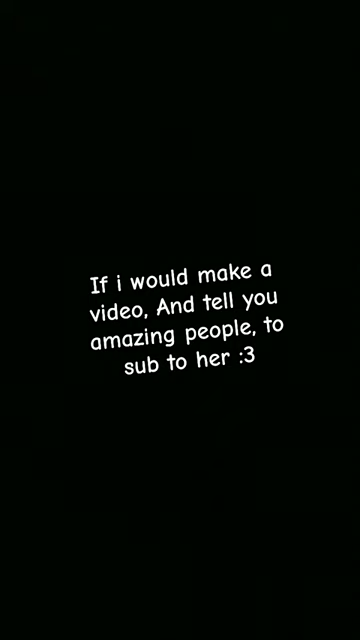 If i would make a
video, And tell you
amazing people, to
sub to her :3